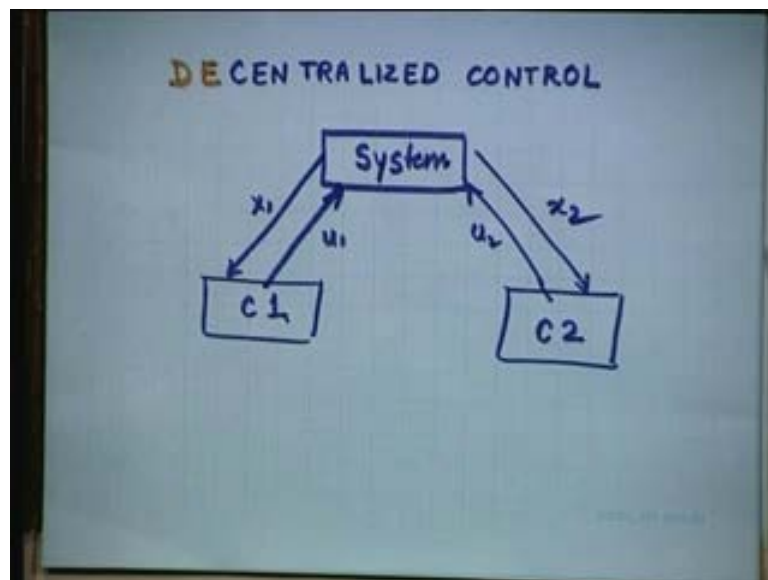 DECENTRALIZED CONTROL
System
x₁ u₁ u₂ x₂
C1 C2